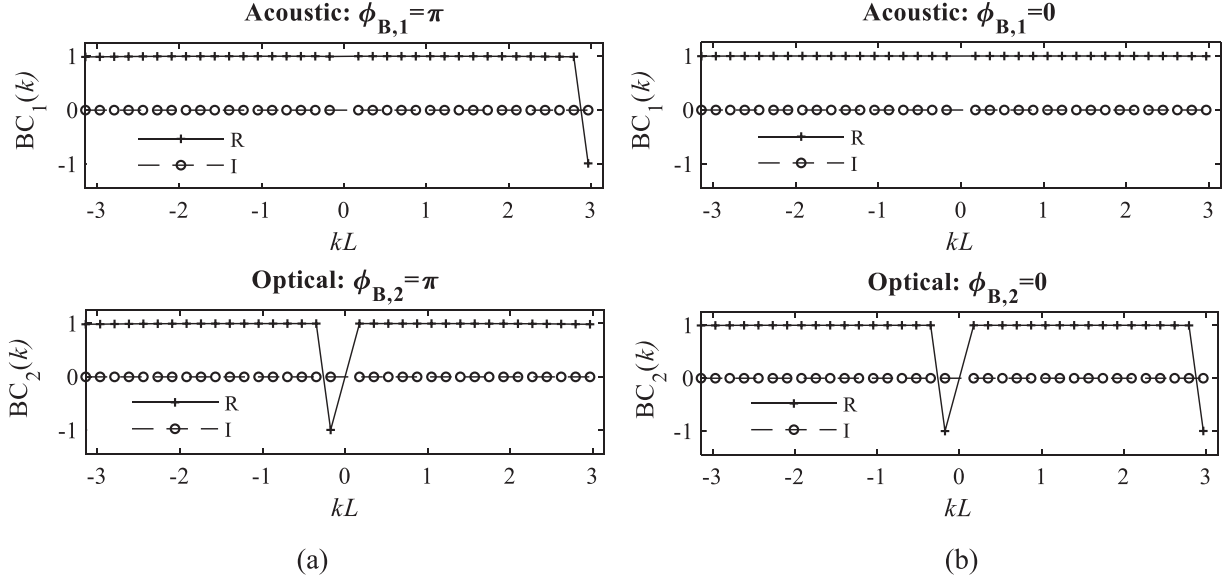 Acoustic: ϕB,1=π
BC1(k)
1
0
-1
R
I
-3 -2 -1 0 1 2 3
kL
Optical: ϕB,2=π
BC2(k)
1
0
-1
R
I
-3 -2 -1 0 1 2 3
kL
(a)
Acoustic: ϕB,1=0
BC1(k)
1
0
-1
R
I
-3 -2 -1 0 1 2 3
kL
Optical: ϕB,2=0
BC2(k)
1
0
-1
R
I
-3 -2 -1 0 1 2 3
kL
(b)